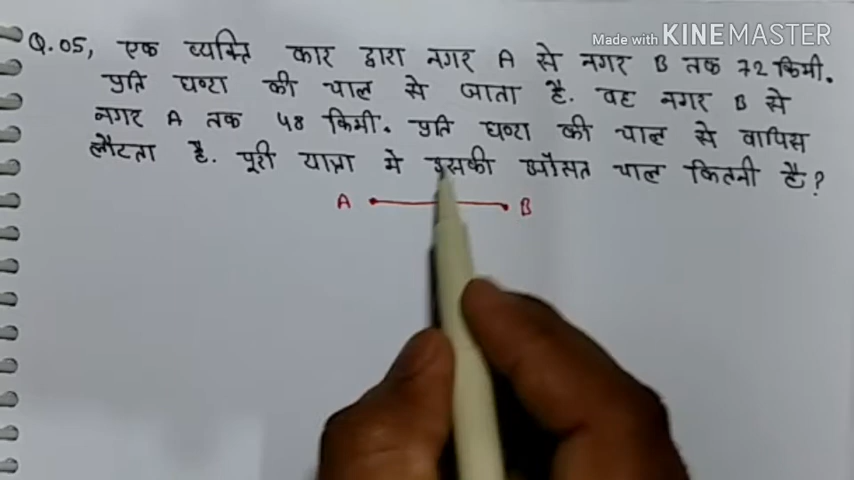 Made with KINEMASTER
Q.05, एक व्यक्ति कार द्वारा नगर A से नगर B तक 72 किमी.
प्रति घण्टा की चाल से जाता है. वह नगर B से
नगर A तक 48 किमी. प्रति घण्टा की चाल से वापिस
लौटता है. पूरी यात्रा मे इसकी औसत चाल कितनी है?
A B